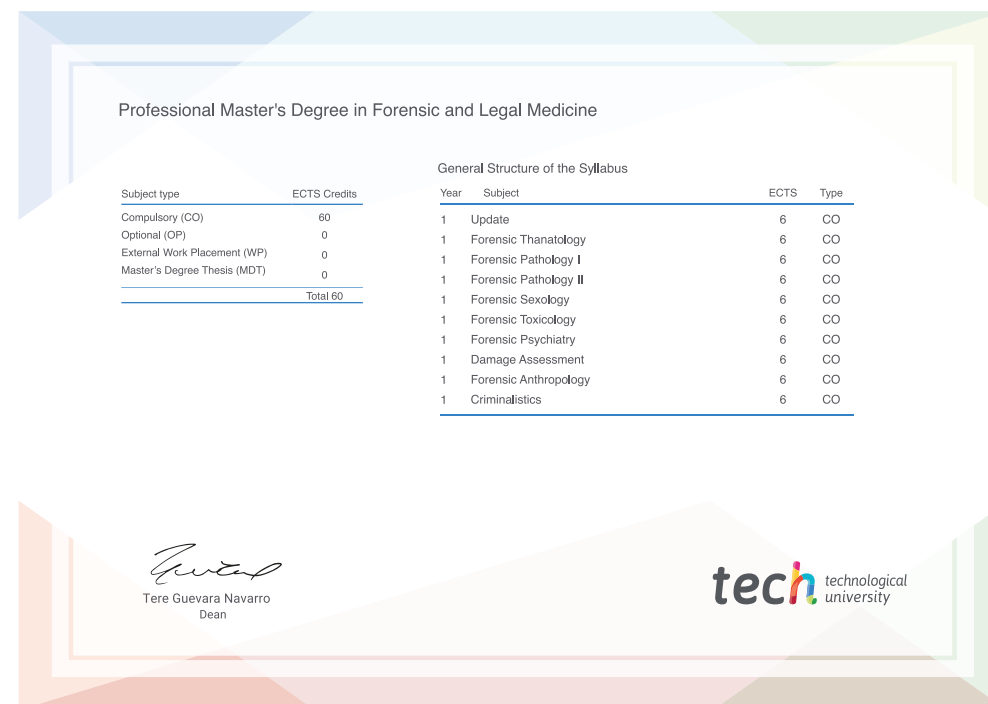 Professional Master's Degree in Forensic and Legal Medicine
Subject type ECTS Credits
Compulsory (CO) 60
Optional (OP) 0
External Work Placement (WP) 0
Master's Degree Thesis (MDT) 0
Total 60
General Structure of the Syllabus
Year Subject ECTS Type
1 Update 6 CO
1 Forensic Thanatology 6 CO
1 Forensic Pathology I 6 CO
1 Forensic Pathology II 6 CO
1 Forensic Sexology 6 CO
1 Forensic Toxicology 6 CO
1 Forensic Psychiatry 6 CO
1 Damage Assessment 6 CO
1 Forensic Anthropology 6 CO
1 Criminalistics 6 CO
Tere Guevara Navarro
Dean
tech technological
university